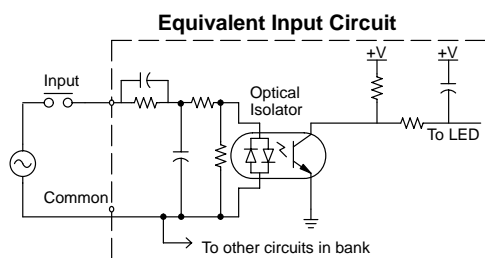 Equivalent Input Circuit
+V +V
Input
Optical
Isolator
To LED
Common
To other circuits in bank